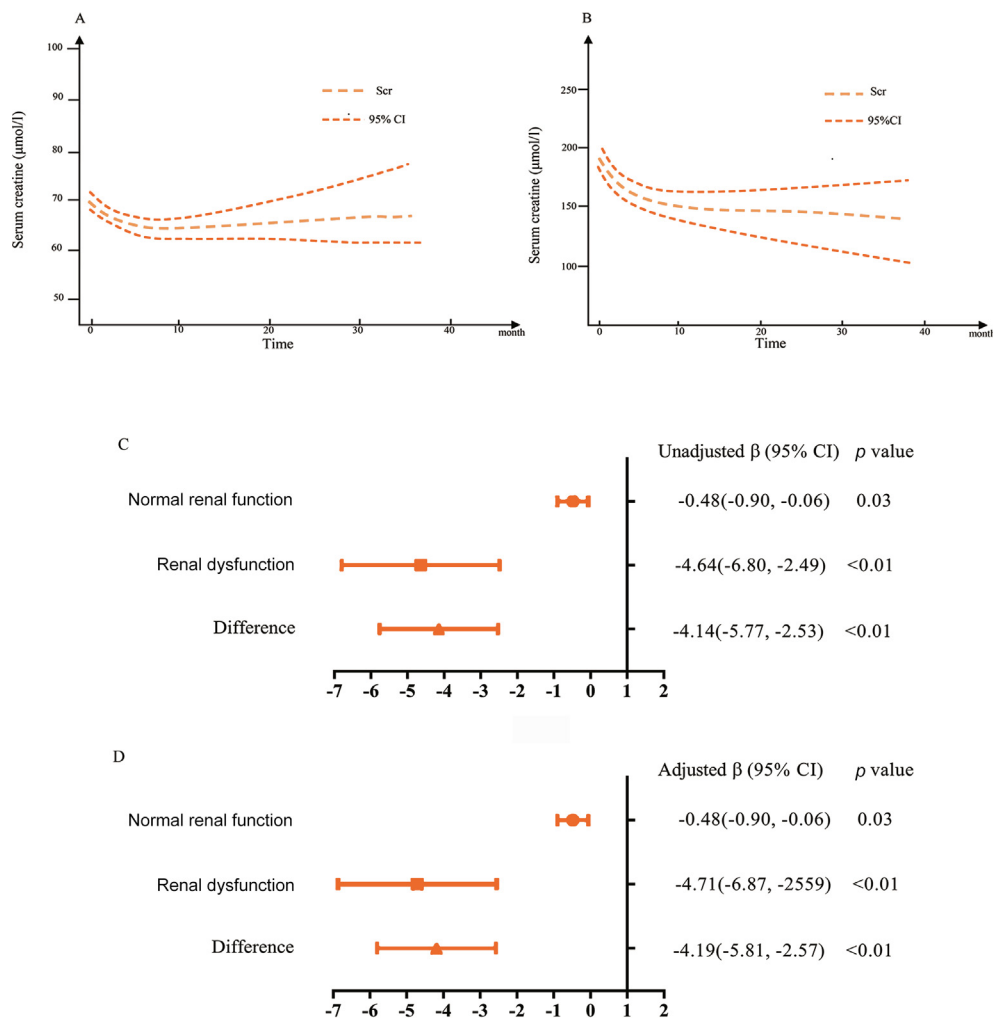 A
100
90
80
70
60
50
Serum creatine (μmol/l)
Scr
95% CI
0
10
20
30
40
month
Time
B
250
200
150
100
Serum creatine (μmol/l)
Scr
95%CI
0
10
20
30
40
month
Time
C
Unadjusted β (95% CI) p value
Normal renal function -0.48(-0.90, -0.06) 0.03
Renal dysfunction -4.64(-6.80, -2.49) <0.01
Difference -4.14(-5.77, -2.53) <0.01
-7 -6 -5 -4 -3 -2 -1 0 1 2
D
Adjusted β (95% CI) p value
Normal renal function -0.48(-0.90, -0.06) 0.03
Renal dysfunction -4.71(-6.87, -2559) <0.01
Difference -4.19(-5.81, -2.57) <0.01
-7 -6 -5 -4 -3 -2 -1 0 1 2